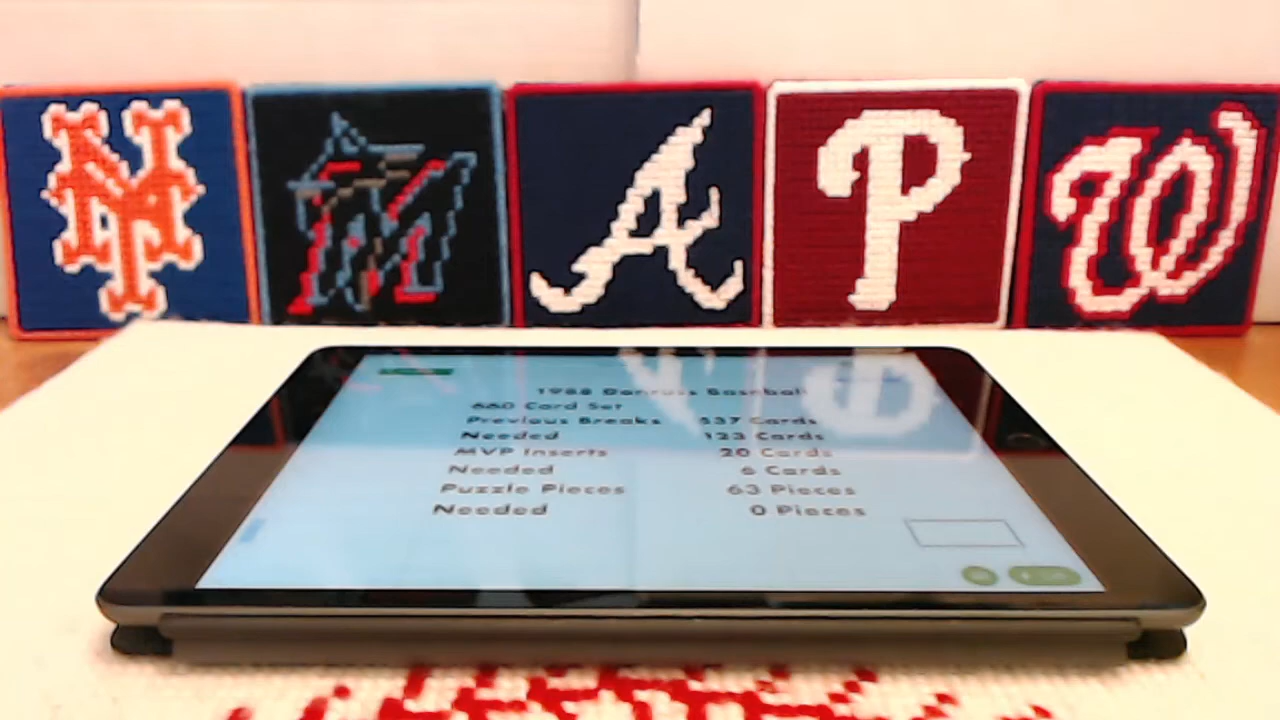 NY
M
A
P
W
1988 Donruss Baseball
660 Card Set
Previous Breaks 537 Cards
Needed 123 Cards
MVP Inserts 20 Cards
Needed 6 Cards
Puzzle Pieces 63 Pieces
Needed 0 Pieces